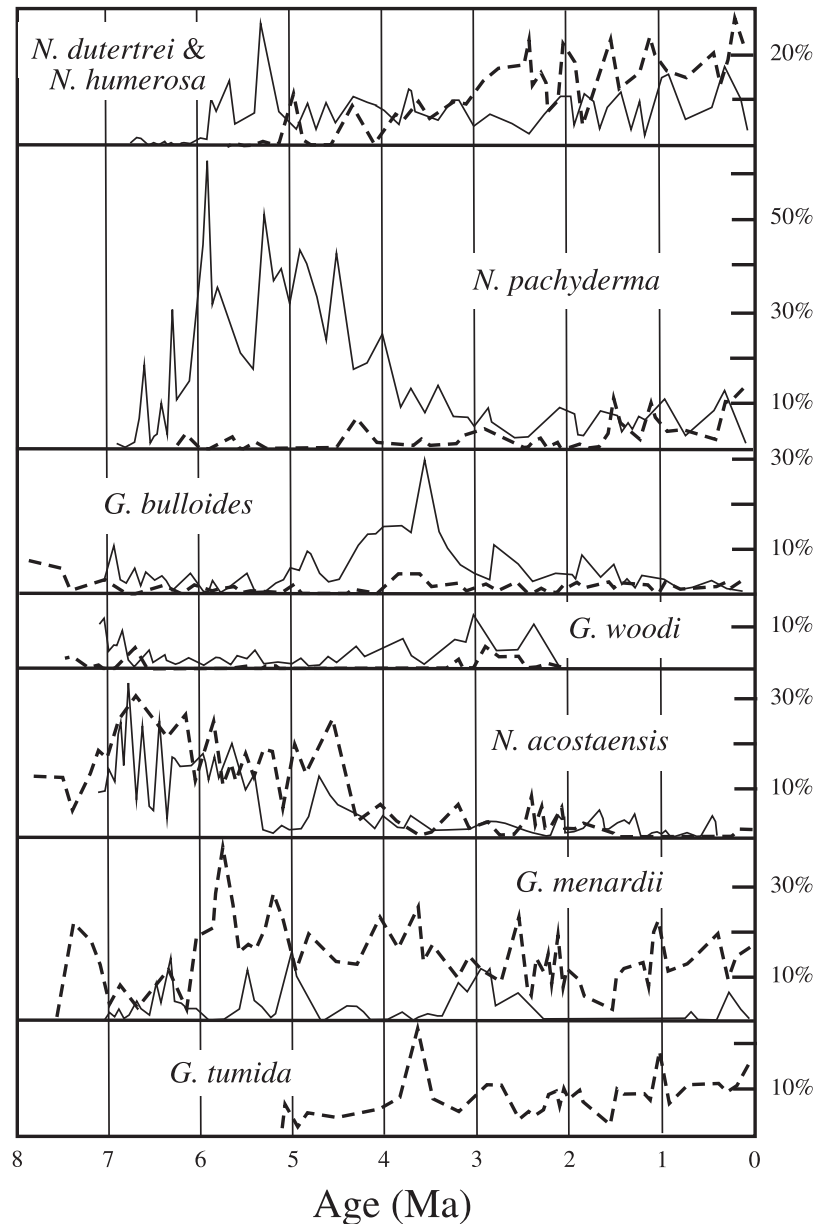 N. dutertrei &
N. humerosa
20%
50%
N. pachyderma
30%
10%
30%
G. bulloides
10%
10%
G. woodi
30%
N. acostaensis
10%
G. menardii
30%
10%
G. tumida
10%
8 7 6 5 4 3 2 1 0
Age (Ma)